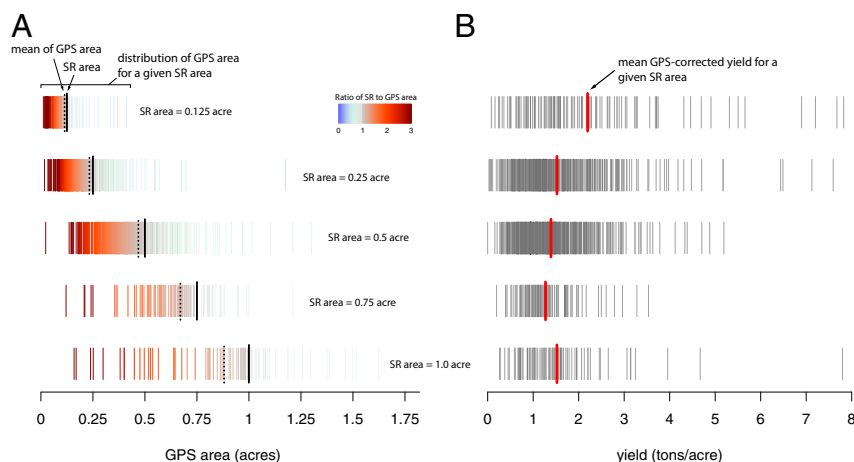 A
mean of GPS area
SR area
distribution of GPS area
for a given SR area
Ratio of SR to GPS area
0 1 2 3
SR area = 0.125 acre
SR area = 0.25 acre
SR area = 0.5 acre
SR area = 0.75 acre
SR area = 1.0 acre
0 0.25 0.5 0.75 1 1.25 1.5 1.75
GPS area (acres)
B
mean GPS-corrected yield for a
given SR area
0 1 2 3 4 5 6 7 8
yield (tons/acre)